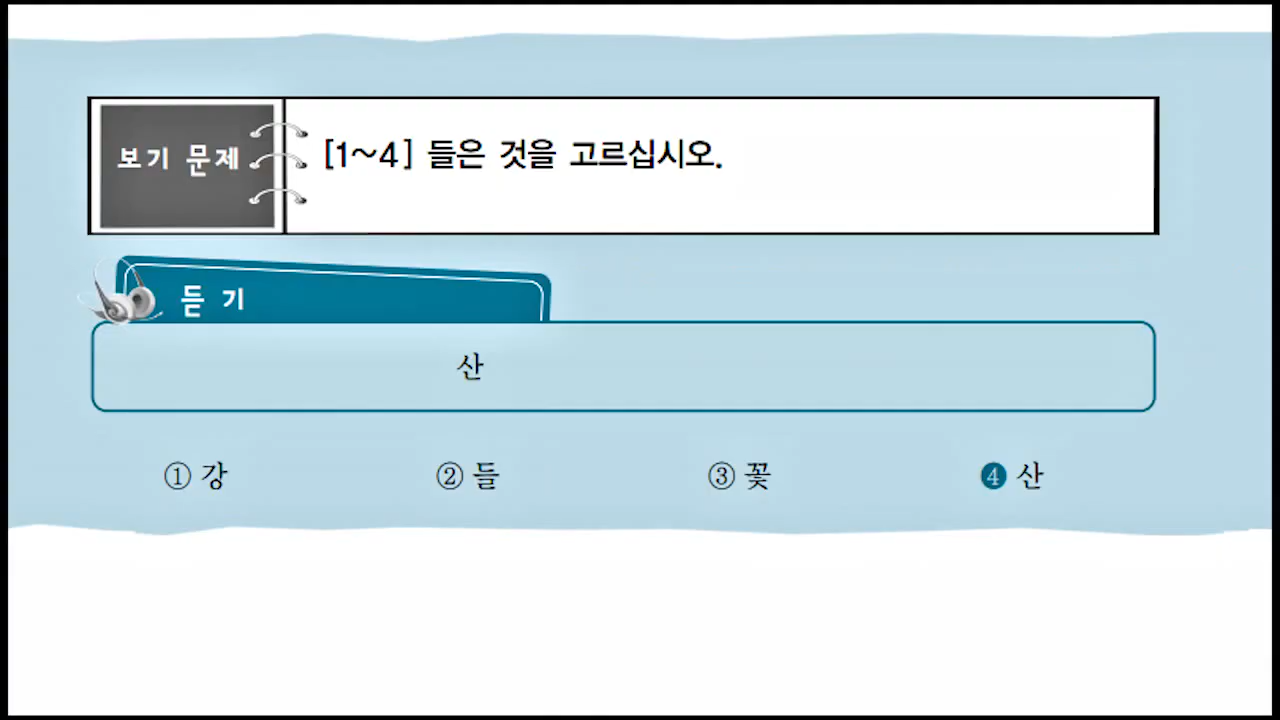 보기 문제
[1~4] 들은 것을 고르십시오.
듣 기
산
① 강 ② 들 ③ 꽃 ❹ 산